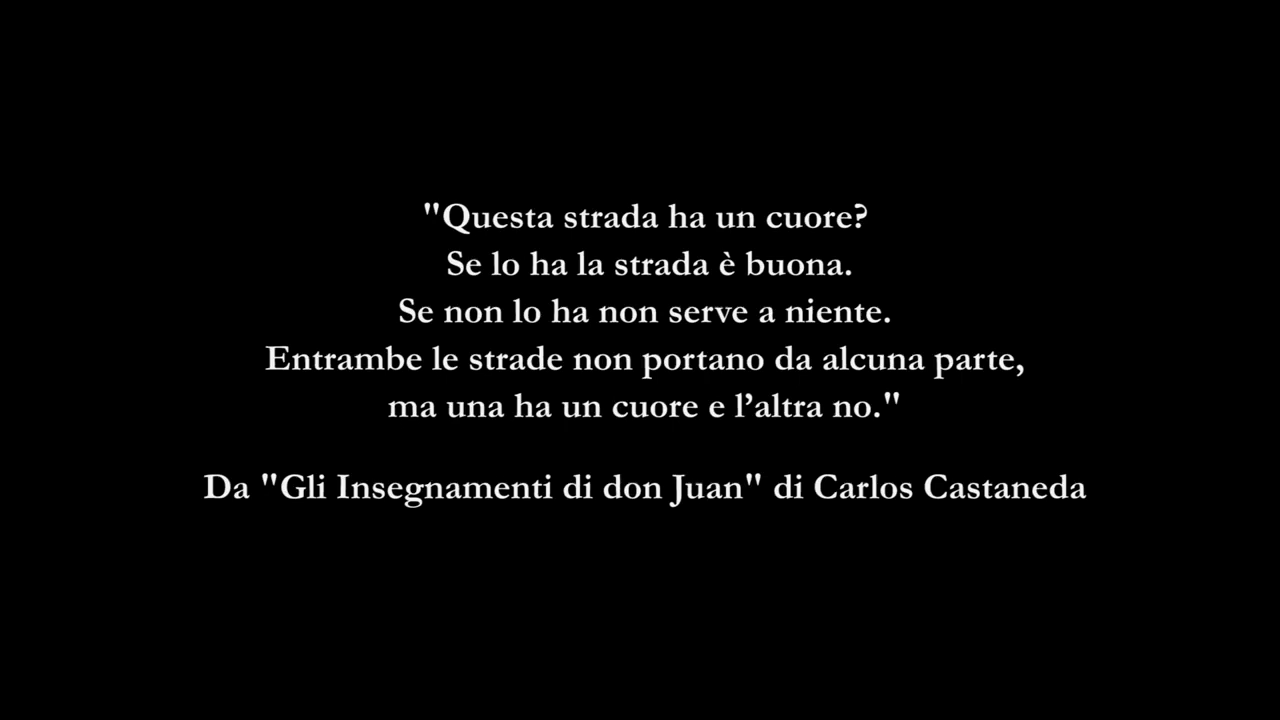 "Questa strada ha un cuore?
Se lo ha la strada è buona.
Se non lo ha non serve a niente.
Entrambe le strade non portano da alcuna parte,
ma una ha un cuore e l’altra no."
Da "Gli Insegnamenti di don Juan" di Carlos Castaneda